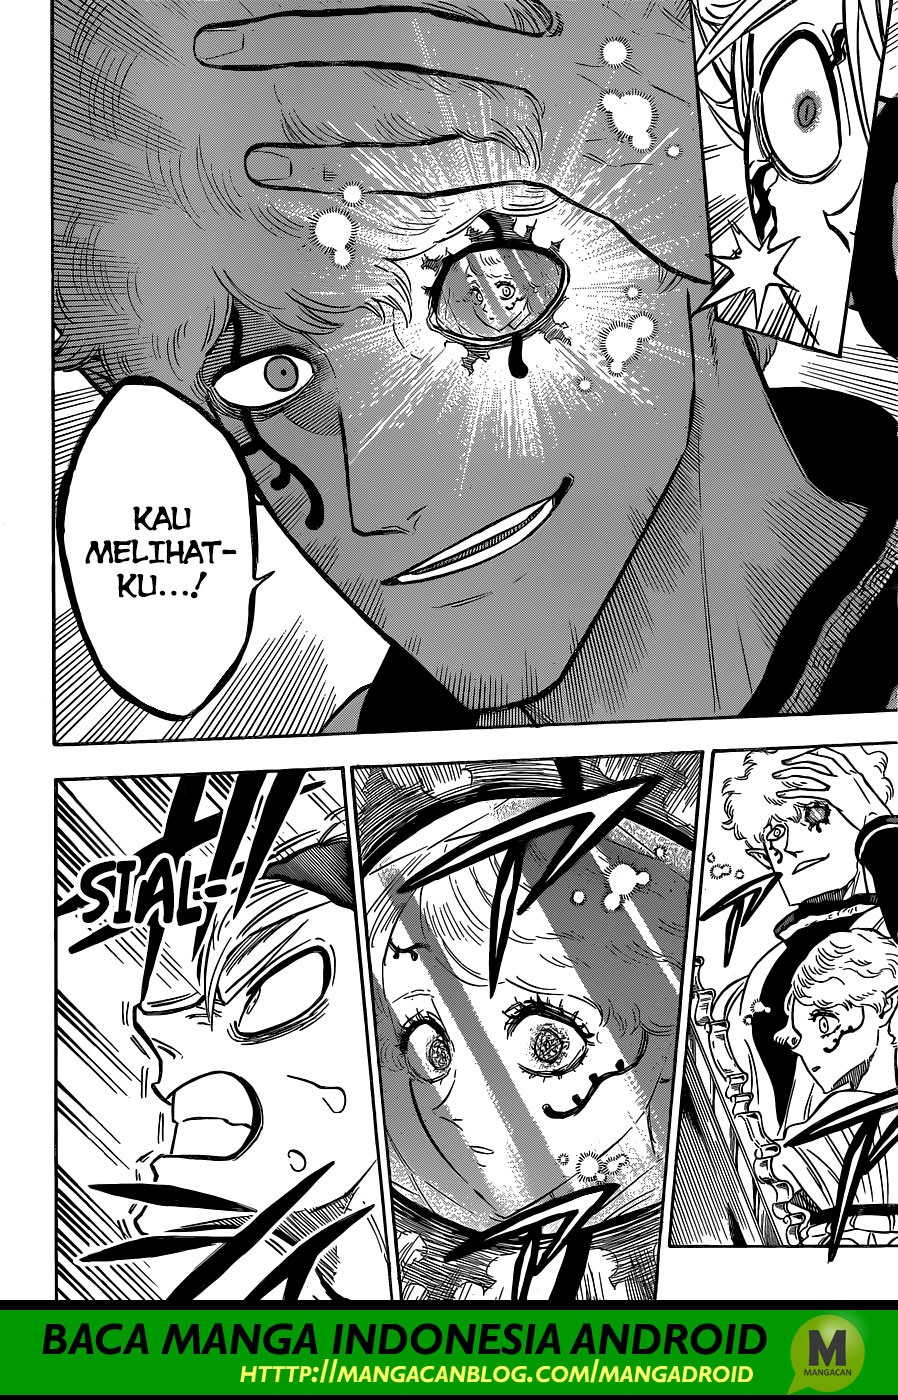 KAU
MELIHAT-
KU...!
SIAL-
BACA MANGA INDONESIA ANDROID
HTTTP://MANGACANBLOG.COM/MANGADROID
M
MANGACAN